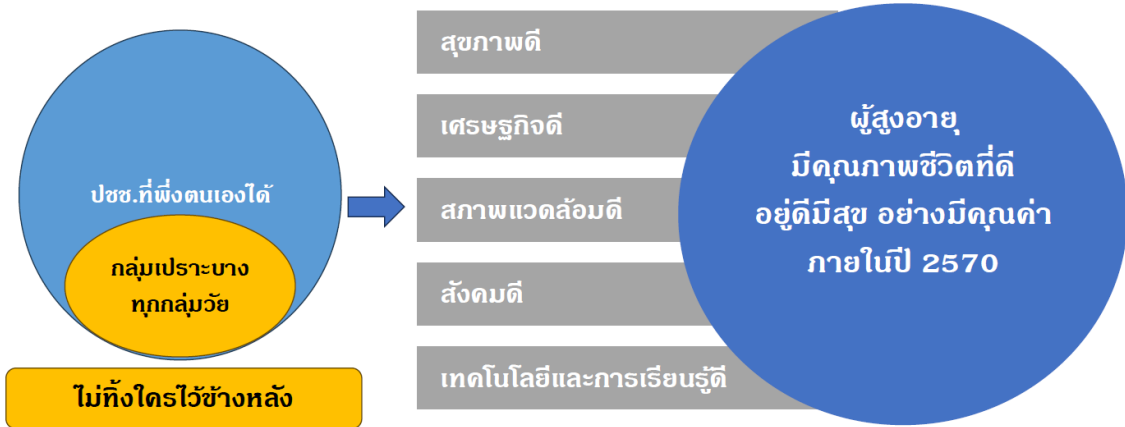 ปชช.ที่พึ่งตนเองได้
กลุ่มเปราะบาง
ทุกกลุ่มวัย
ไม่ทิ้งใครไว้ข้างหลัง
สุขภาพดี
เศรษฐกิจดี
สภาพแวดล้อมดี
สังคมดี
เทคโนโลยีและการเรียนรู้ดี
ผู้สูงอายุ
มีคุณภาพชีวิตที่ดี
อยู่ดีมีสุข อย่างมีคุณค่า
ภายในปี 2570